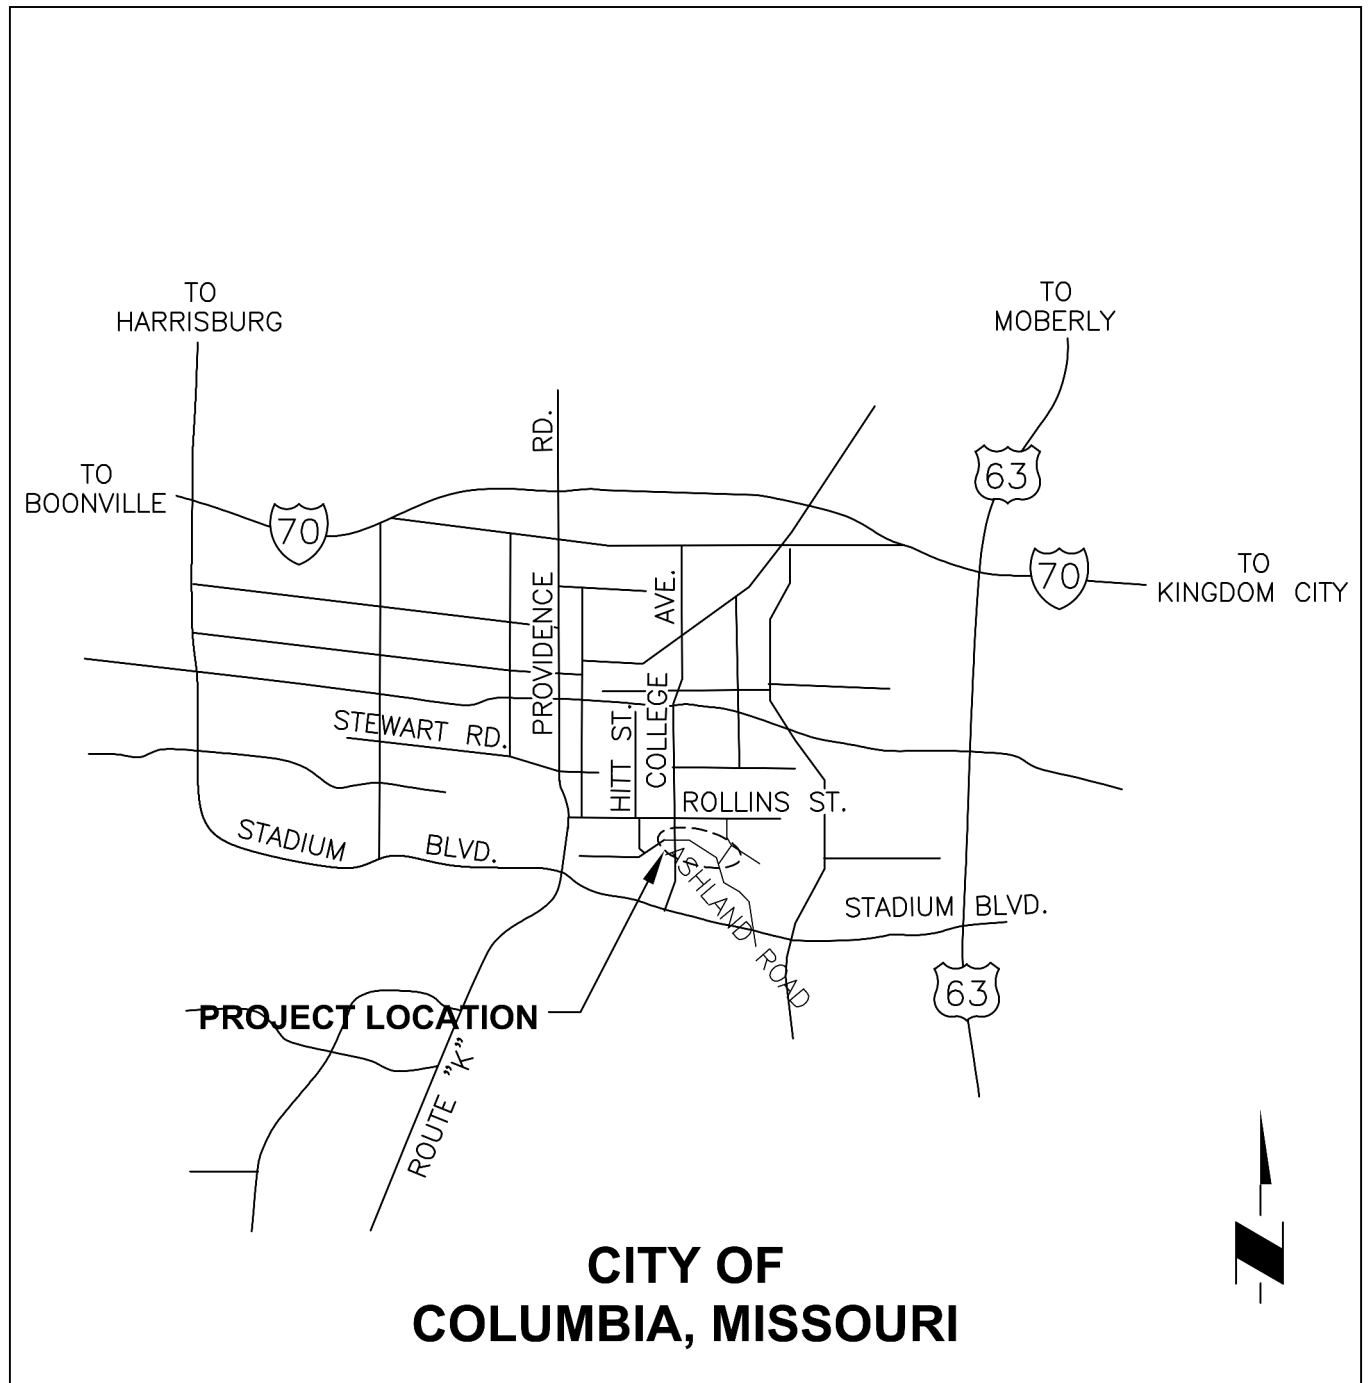 TO
HARRISBURG
TO
MOBERLY
RD.
63
TO
BOONVILLE
70
70
TO
KINGDOM CITY
PROVIDENCE
AVE.
COLLEGE
HITT ST.
STEWART RD.
ROLLINS ST.
STADIUM BLVD.
ASHLAND ROAD
STADIUM BLVD.
63
PROJECT LOCATION
ROUTE "K"
N
CITY OF
COLUMBIA, MISSOURI